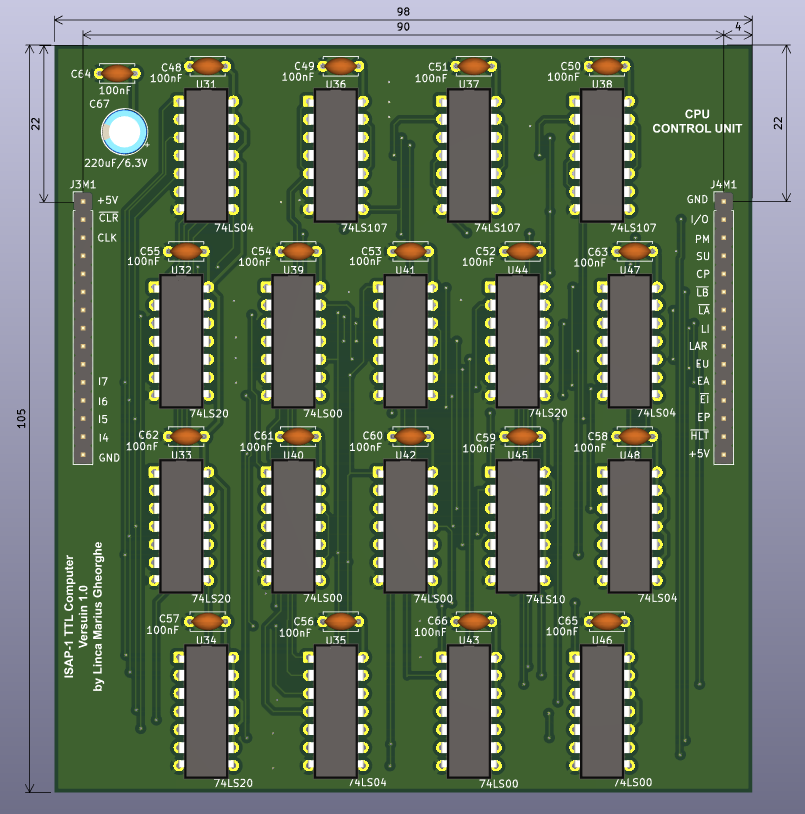 98
90
4
C64
100nF
C48
100nF
U31
C49
100nF
U36
C51
100nF
U37
C50
100nF
U38
C67
220uF/6.3V
+
CPU
CONTROL UNIT
22
22
J3M1
+5V
CLR
CLK
I7
I6
I5
I4
GND
J4M1
GND
I/O
PM
SU
CP
LB
LA
LI
LAR
EU
EA
EI
EP
HLT
+5V
74LS04
74LS107
74LS107
74LS107
C55
100nF
U32
C54
100nF
U39
C53
100nF
U41
C52
100nF
U44
C63
100nF
U47
105
74LS20
74LS00
74LS20
74LS04
C62
100nF
U33
C61
100nF
U40
C60
100nF
U42
C59
100nF
U45
C58
100nF
U48
74LS20
74LS00
74LS00
74LS10
74LS04
ISAP-1 TTL Computer
Versuin 1.0
by Linca Marius Gheorghe
C57
100nF
U34
C56
100nF
U35
C66
100nF
U43
C65
100nF
U46
74LS20
74LS04
74LS00
74LS00